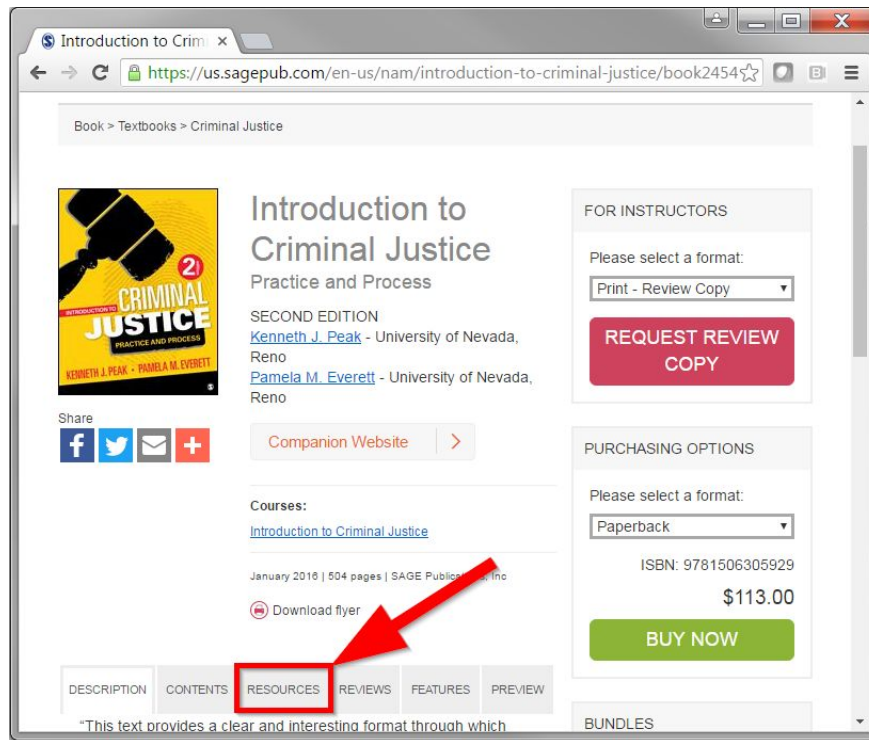 Introduction to Crim
https://us.sagepub.com/en-us/nam/introduction-to-criminal-justice/book2454
Book > Textbooks > Criminal Justice
2
INTRODUCTION TO
CRIMINAL
JUSTICE
PRACTICE AND PROCESS
KENNETH J. PEAK • PAMELA M. EVERETT
Share
Introduction to
Criminal Justice
Practice and Process
SECOND EDITION
Kenneth J. Peak - University of Nevada,
Reno
Pamela M. Everett - University of Nevada,
Reno
Companion Website
Courses:
Introduction to Criminal Justice
January 2016 | 504 pages | SAGE Publications, Inc
Download flyer
DESCRIPTION CONTENTS RESOURCES REVIEWS FEATURES PREVIEW
“This text provides a clear and interesting format through which
FOR INSTRUCTORS
Please select a format:
Print - Review Copy
REQUEST REVIEW
COPY
PURCHASING OPTIONS
Please select a format:
Paperback
ISBN: 9781506305929
$113.00
BUY NOW
BUNDLES